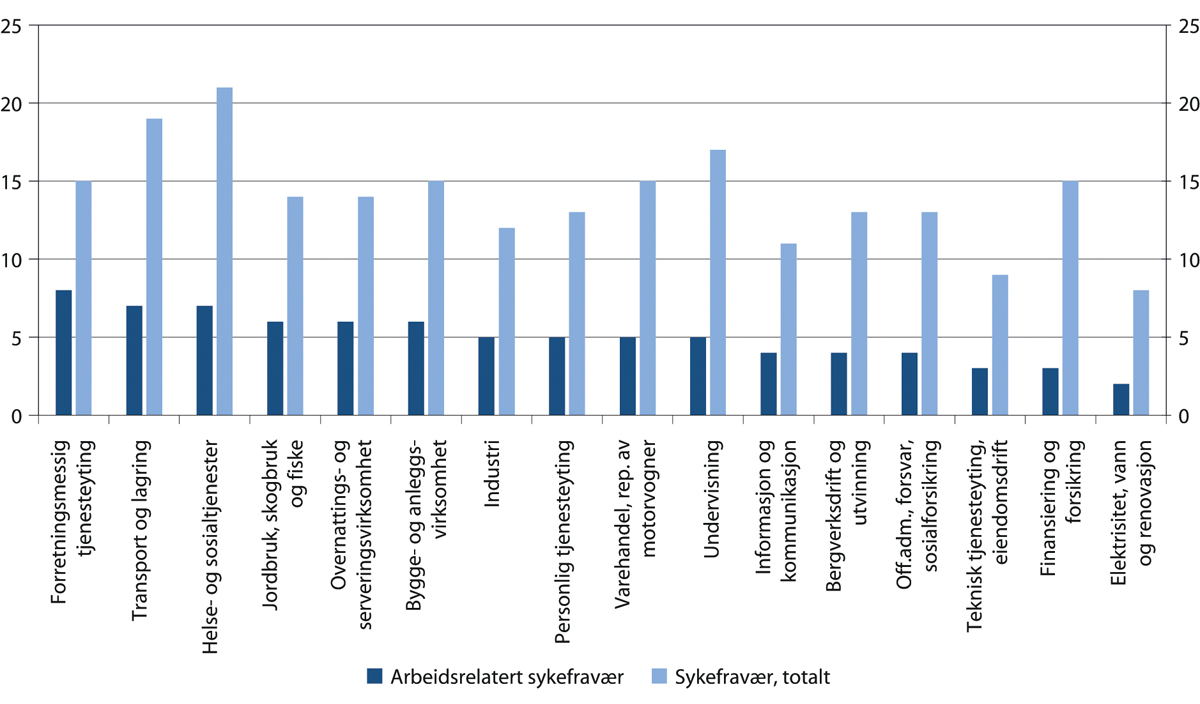 25
20
15
10
5
0
25
20
15
10
5
0
Forretningsmessig
tjenesteyting
Transport og lagring
Helse- og sosialtjenester
Jordbruk, skogbruk
og fiske
Overnattings- og
serveringsvirksomhet
Bygge- og anleggs-
virksomhet
Industri
Personlig tjenesteyting
Varehandel, rep. av
motorvogner
Undervisning
Informasjon og
kommunikasjon
Bergverksdrift og
utvinning
Off.adm., forsvar,
sosialforsikring
Teknisk tjenesteyting,
eiendomsdrift
Finansiering og
forsikring
Elektrisitet, vann
og renovasjon
Arbeidsrelatert sykefravær
Sykefravær, totalt